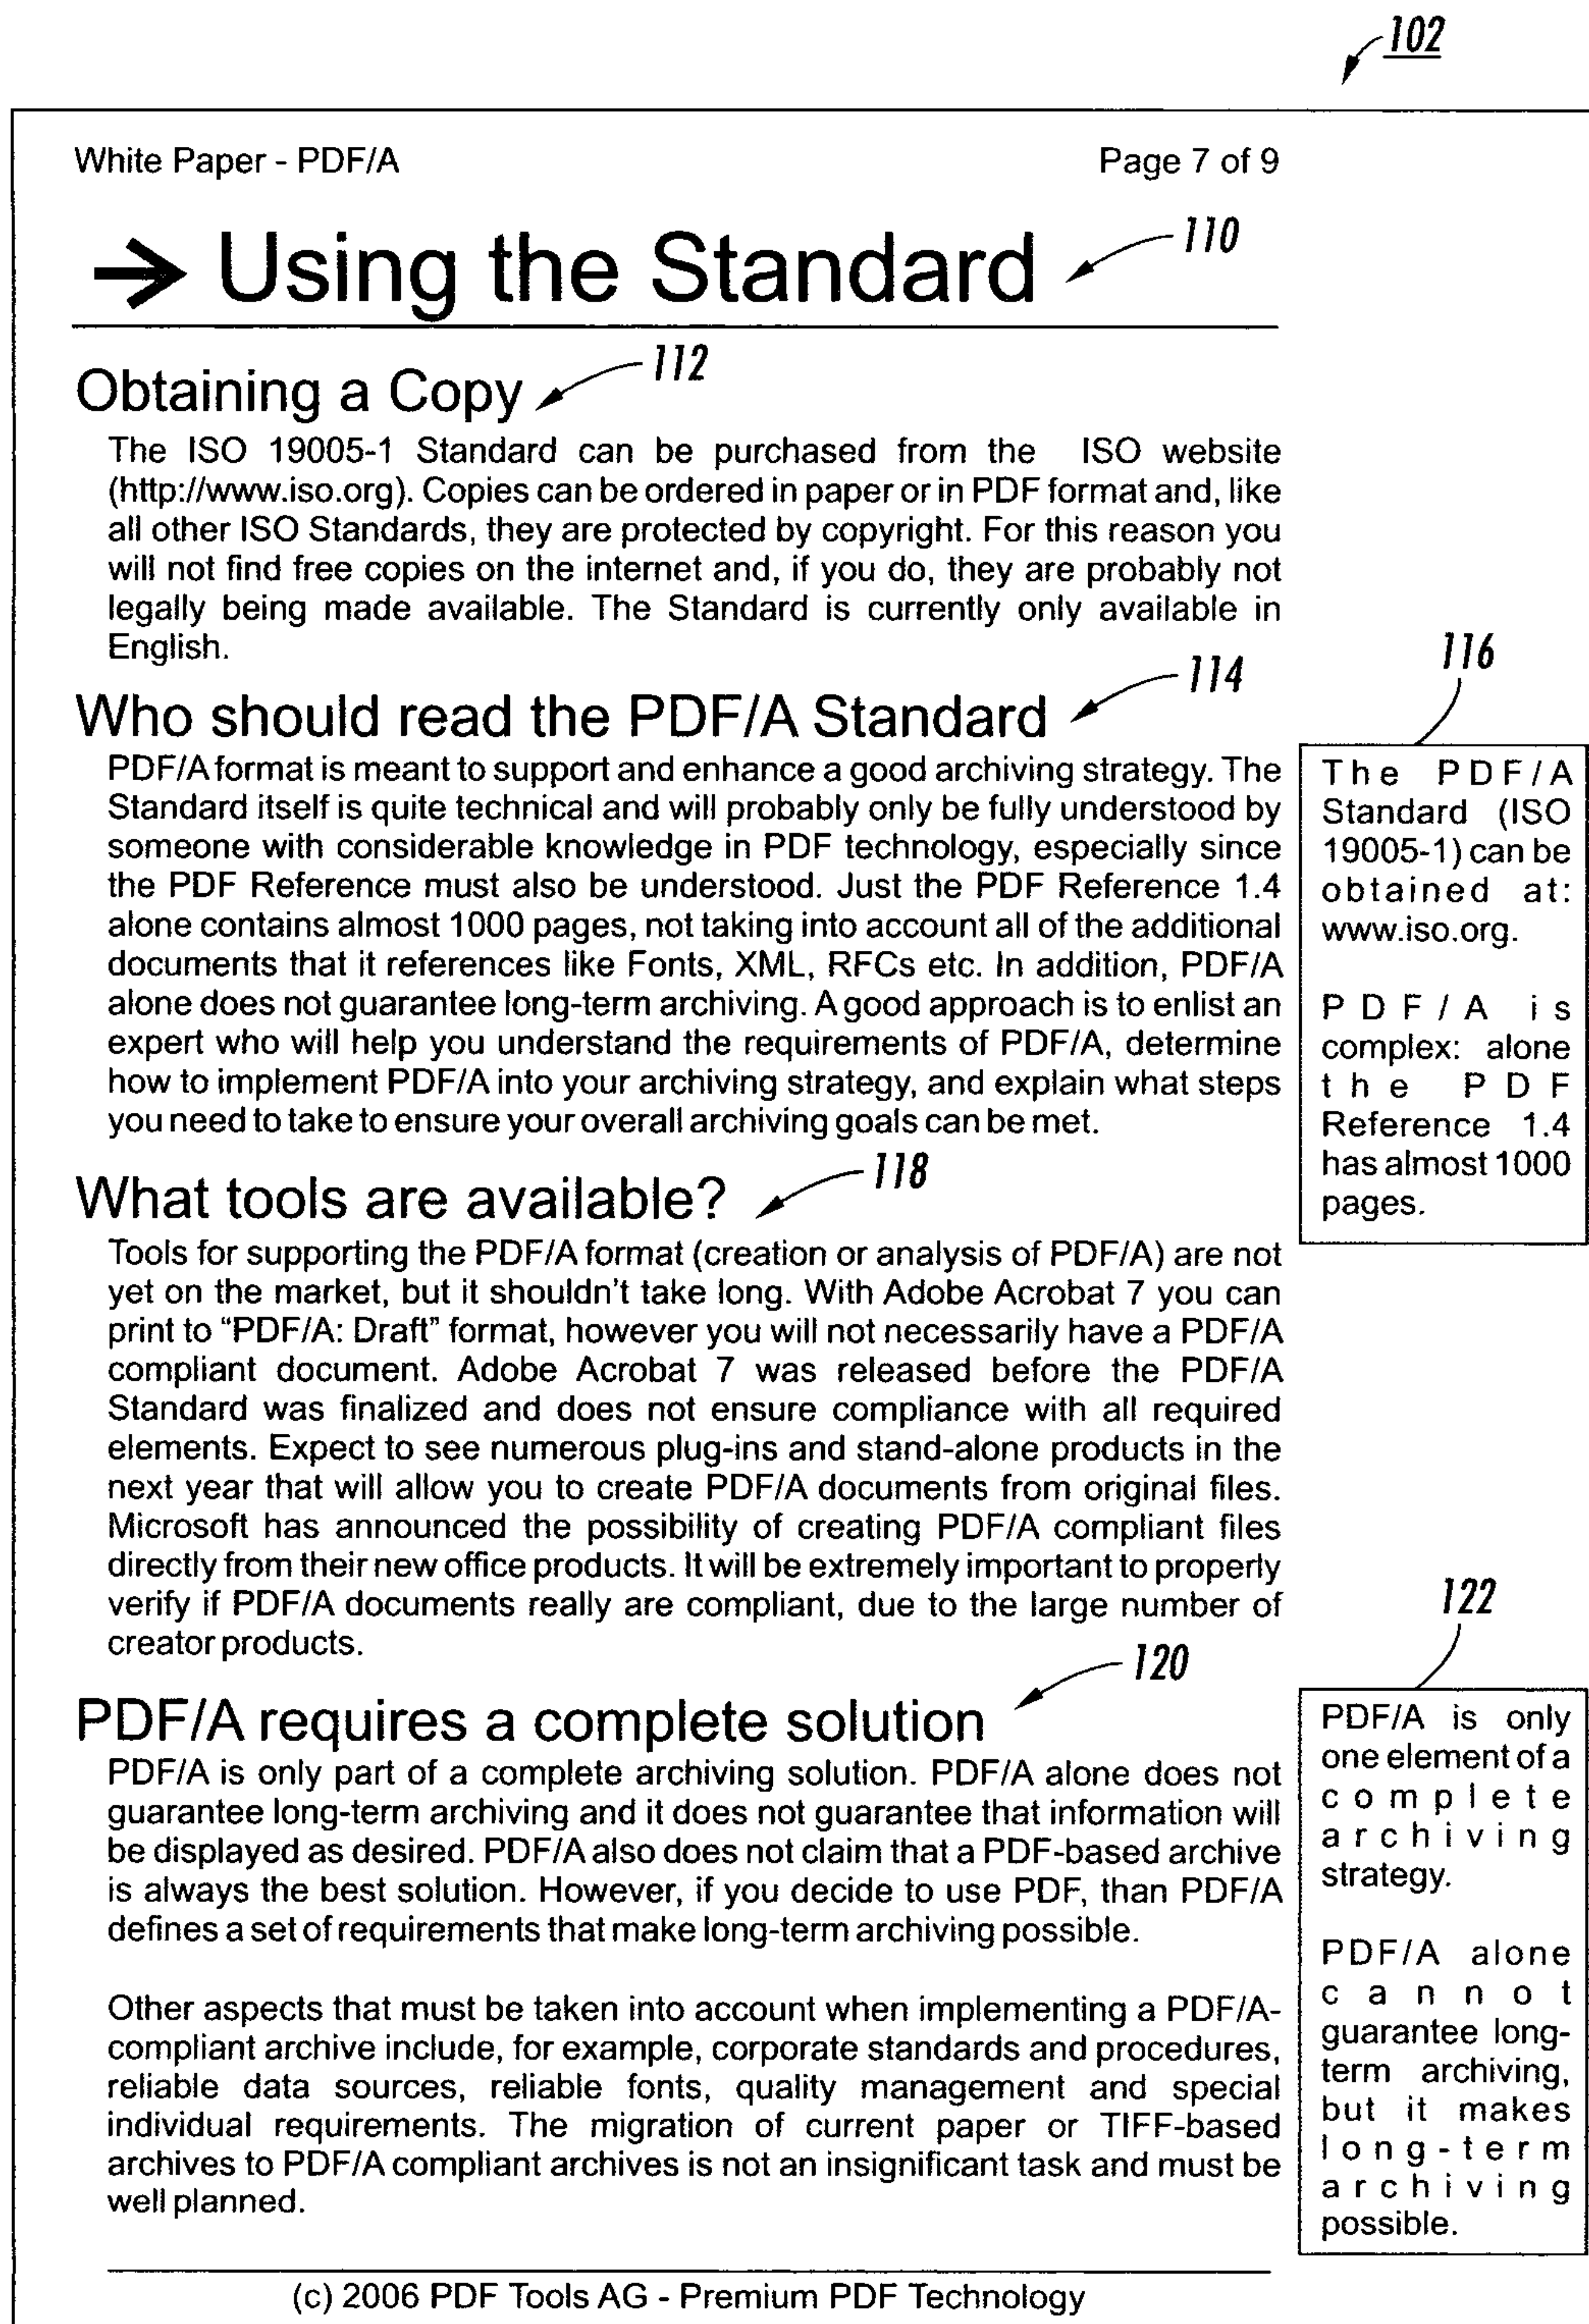 102
White Paper - PDF/A Page 7 of 9
→ Using the Standard 110
Obtaining a Copy 112
The ISO 19005-1 Standard can be purchased from the ISO website
(http://www.iso.org). Copies can be ordered in paper or in PDF format and, like
all other ISO Standards, they are protected by copyright. For this reason you
will not find free copies on the internet and, if you do, they are probably not
legally being made available. The Standard is currently only available in
English.
Who should read the PDF/A Standard 114
PDF/A format is meant to support and enhance a good archiving strategy. The
Standard itself is quite technical and will probably only be fully understood by
someone with considerable knowledge in PDF technology, especially since
the PDF Reference must also be understood. Just the PDF Reference 1.4
alone contains almost 1000 pages, not taking into account all of the additional
documents that it references like Fonts, XML, RFCs etc. In addition, PDF/A
alone does not guarantee long-term archiving. A good approach is to enlist an
expert who will help you understand the requirements of PDF/A, determine
how to implement PDF/A into your archiving strategy, and explain what steps
you need to take to ensure your overall archiving goals can be met.
116
The PDF/A
Standard (ISO
19005-1) can be
obtained at:
www.iso.org.
PDF/A is
complex: alone
the PDF
Reference 1.4
has almost 1000
pages.
What tools are available? 118
Tools for supporting the PDF/A format (creation or analysis of PDF/A) are not
yet on the market, but it shouldn't take long. With Adobe Acrobat 7 you can
print to “PDF/A: Draft” format, however you will not necessarily have a PDF/A
compliant document. Adobe Acrobat 7 was released before the PDF/A
Standard was finalized and does not ensure compliance with all required
elements. Expect to see numerous plug-ins and stand-alone products in the
next year that will allow you to create PDF/A documents from original files.
Microsoft has announced the possibility of creating PDF/A compliant files
directly from their new office products. It will be extremely important to properly
verify if PDF/A documents really are compliant, due to the large number of
creator products.
PDF/A requires a complete solution 120
PDF/A is only part of a complete archiving solution. PDF/A alone does not
guarantee long-term archiving and it does not guarantee that information will
be displayed as desired. PDF/A also does not claim that a PDF-based archive
is always the best solution. However, if you decide to use PDF, than PDF/A
defines a set of requirements that make long-term archiving possible.
Other aspects that must be taken into account when implementing a PDF/A-
compliant archive include, for example, corporate standards and procedures,
reliable data sources, reliable fonts, quality management and special
individual requirements. The migration of current paper or TIFF-based
archives to PDF/A compliant archives is not an insignificant task and must be
well planned.
122
PDF/A is only
one element of a
complete
archiving
strategy.
PDF/A alone
cannot
guarantee long-
term archiving,
but it makes
long-term
archiving
possible.
(c) 2006 PDF Tools AG - Premium PDF Technology